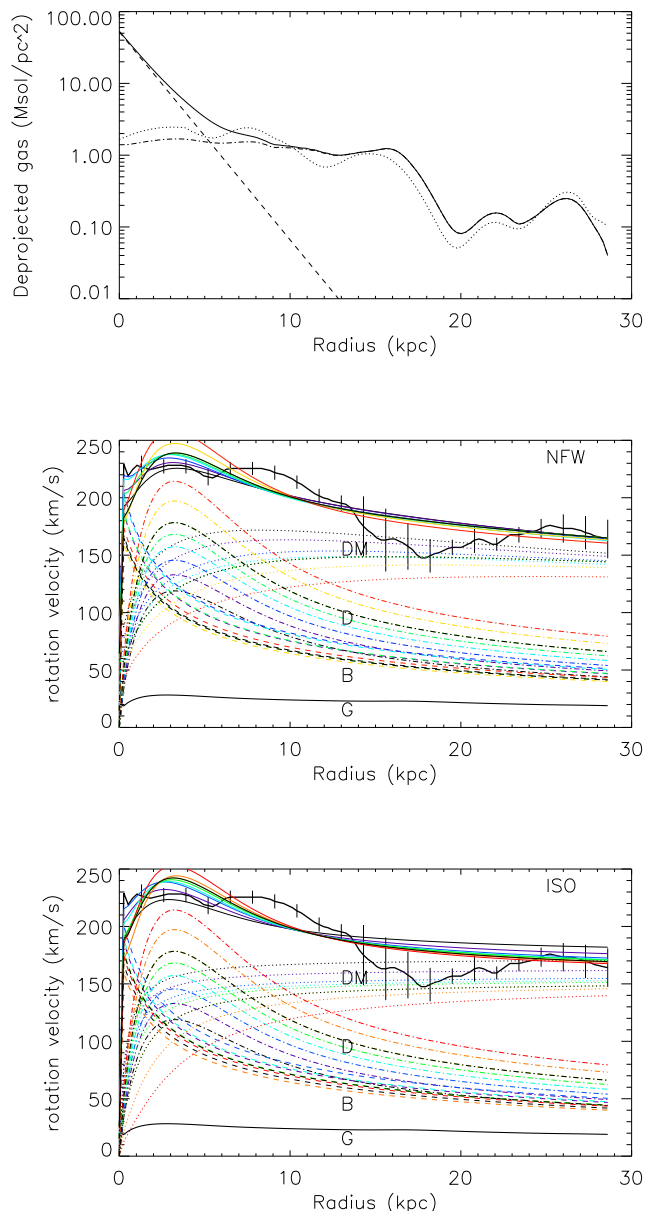 100.00
10.00
1.00
0.10
0.01
Deprojected gas (Msol/pc^2)
0 10 20 30
Radius (kpc)
250
200
150
100
50
0
rotation velocity (km/s)
NFW
DM
D
B
G
0 10 20 30
Radius (kpc)
250
200
150
100
50
0
rotation velocity (km/s)
ISO
DM
D
B
G
0 10 20 30
Radius (kpc)